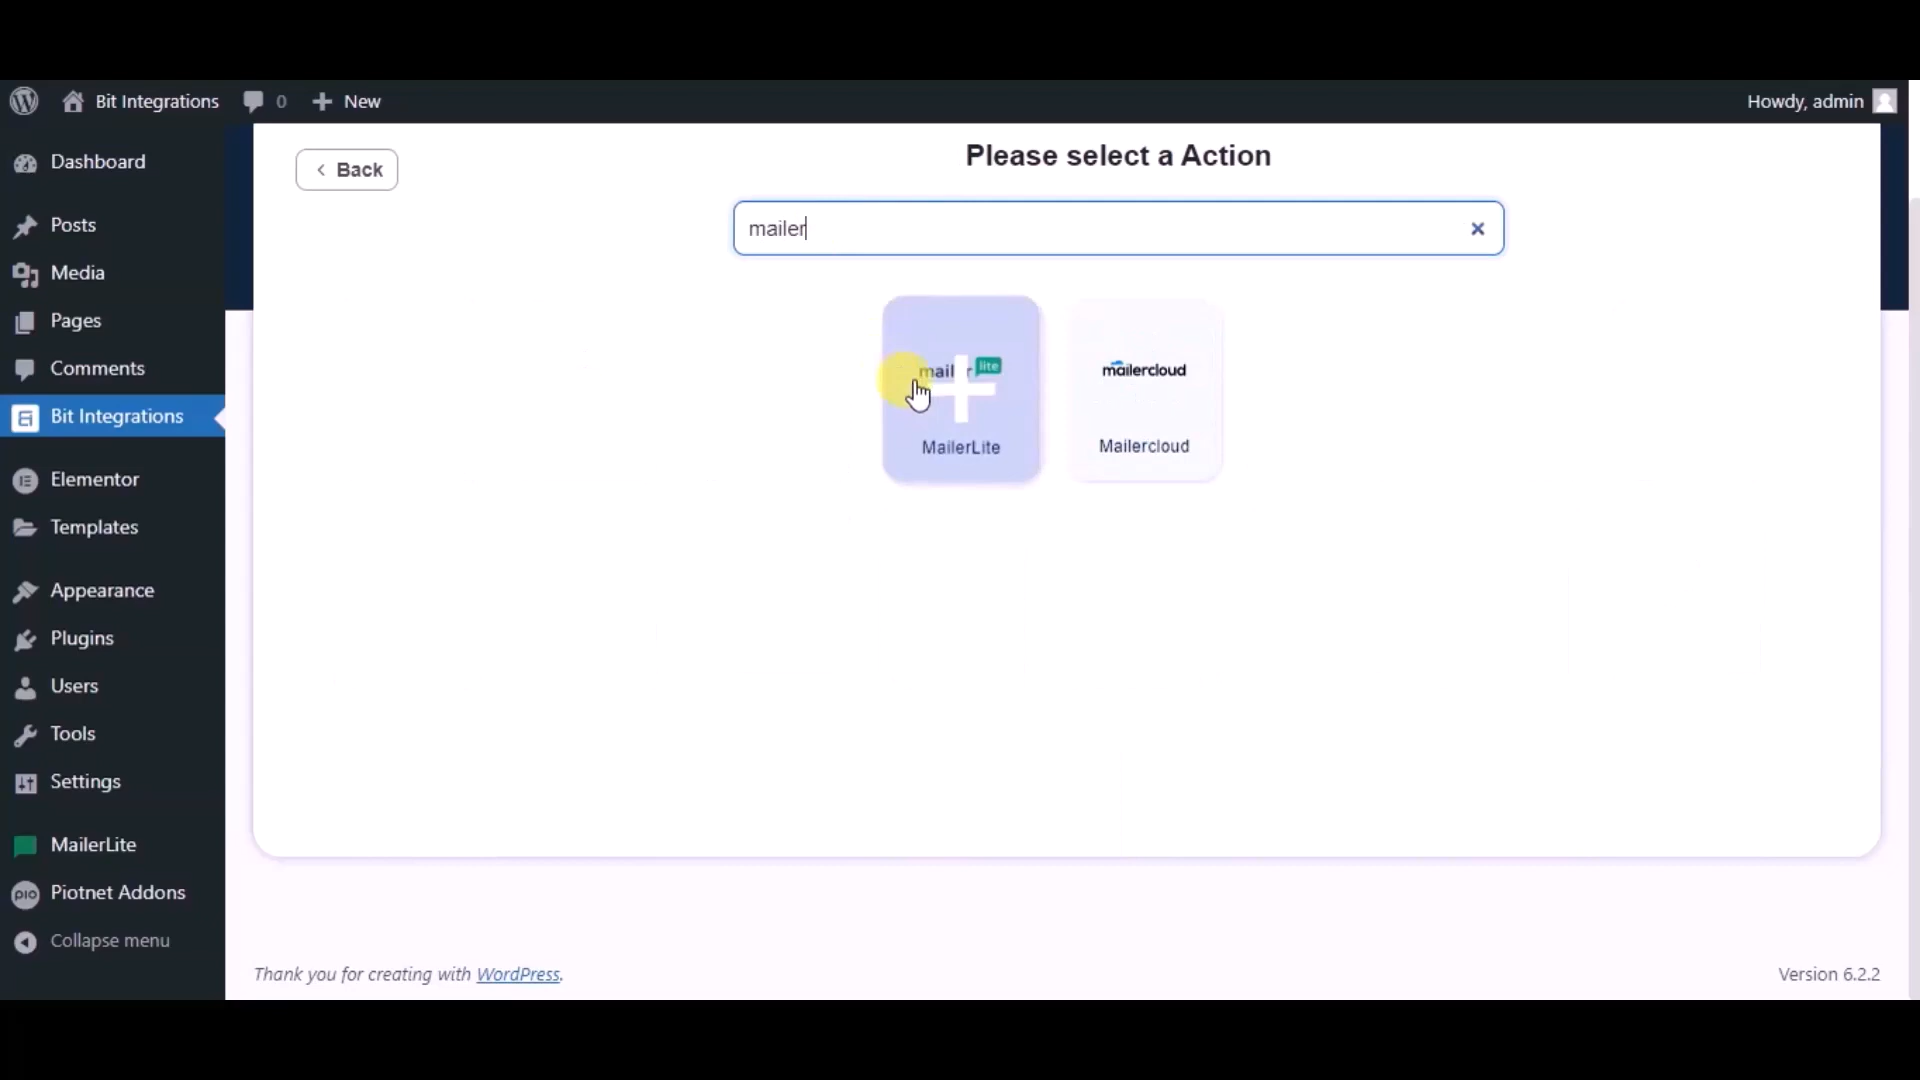 Bit Integrations
0
New
Howdy, admin
Dashboard
Posts
Media
Pages
Comments
Bit Integrations
Elementor
Templates
Appearance
Plugins
Users
Tools
Settings
MailerLite
Piotnet Addons
pio
Collapse menu
Back
Please select a Action
mailer
lite
MailerLite
mailercloud
Mailercloud
Thank you for creating with WordPress.
Version 6.2.2